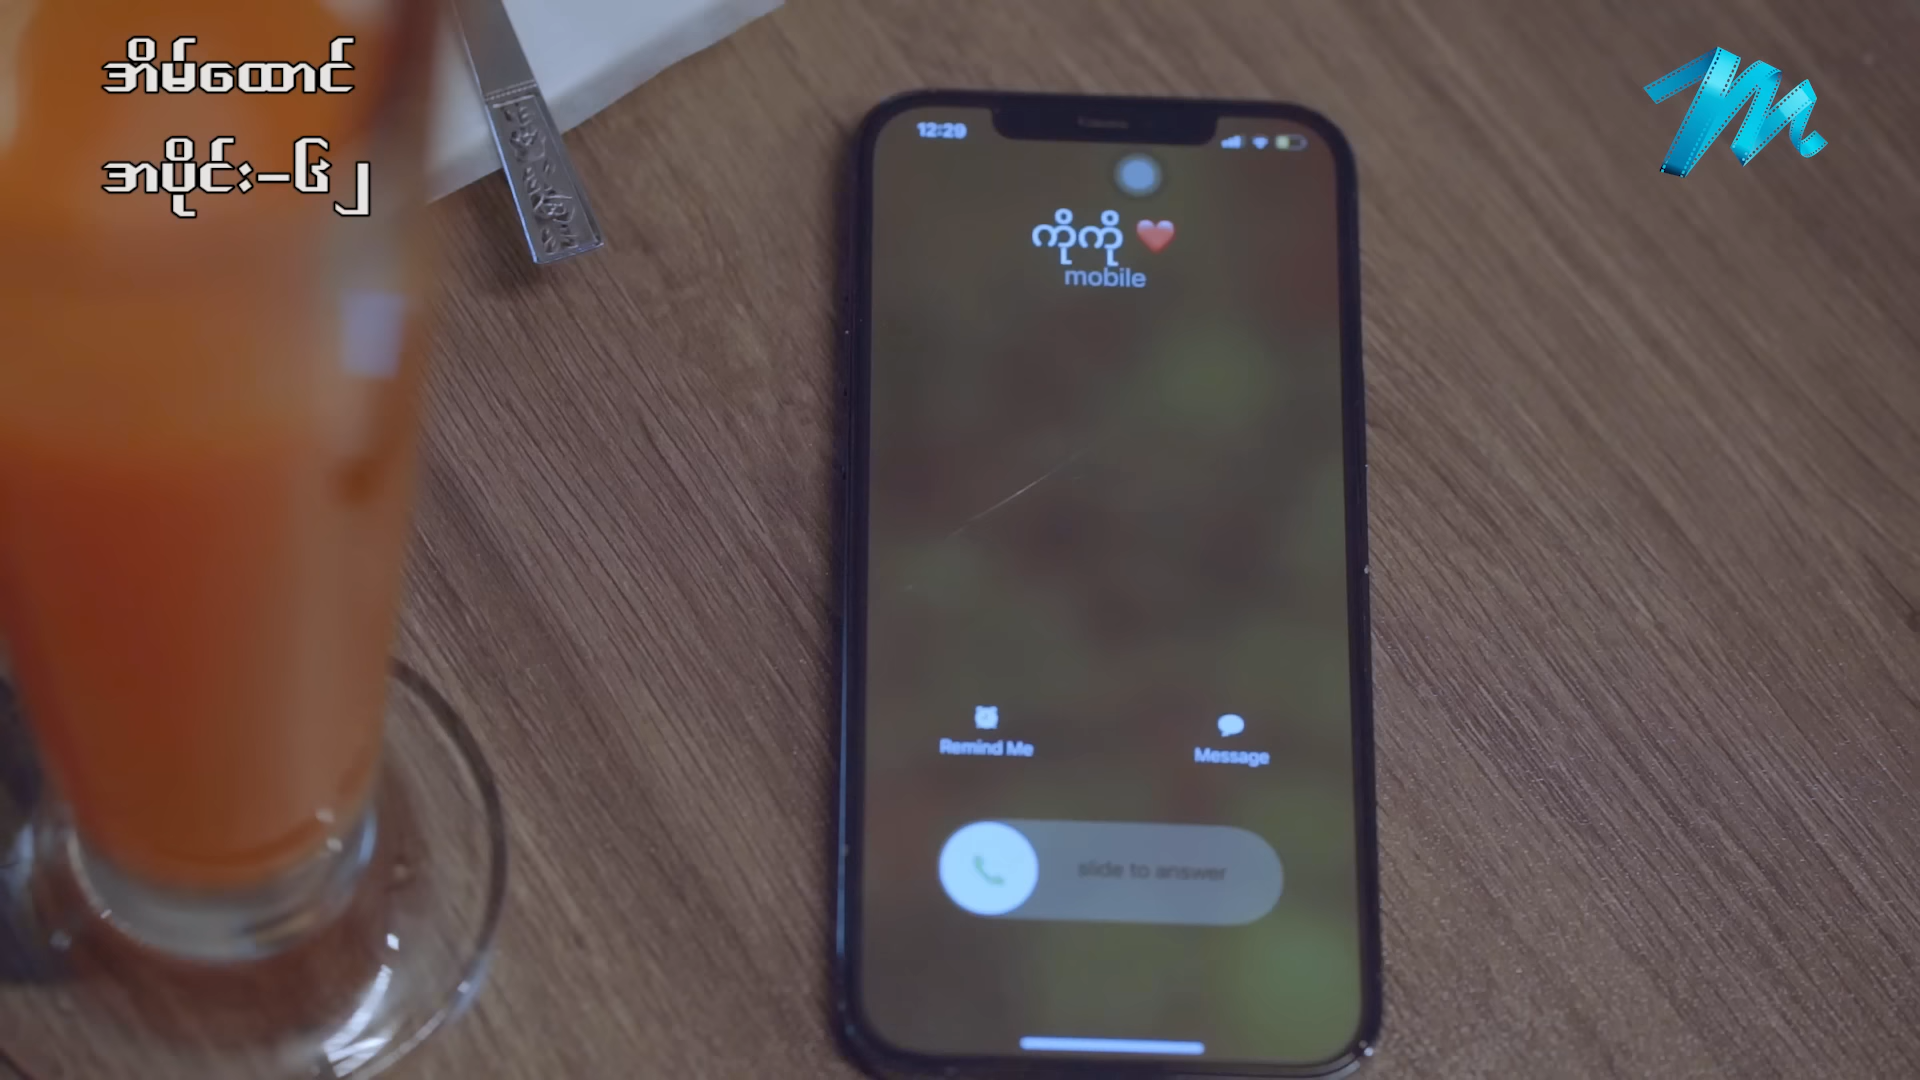 အိမ်ထောင်
အပိုင်း-၆၂
12:29
ကိုကို ❤️
mobile
Remind Me
Message
slide to answer